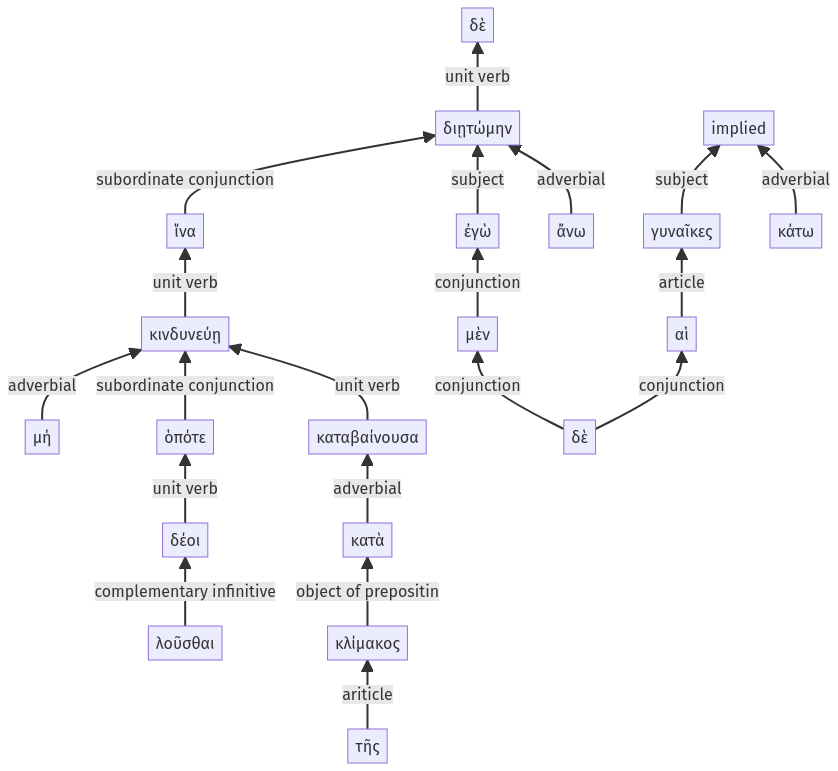 δὲ
unit verb
διῃτώμην
implied
subordinate conjunction
subject
adverbial
subject
adverbial
ἵνα
ἐγὼ
ἄνω
γυναῖκες
κάτω
unit verb
conjunction
article
κινδυνεύῃ
μὲν
αἱ
adverbial
subordinate conjunction
unit verb
conjunction
conjunction
μὴ
ὁπότε
καταβαίνουσα
δὲ
unit verb
adverbial
δέοι
κατὰ
complementary infinitive
object of prepositin
λοῦσθαι
κλίμακος
ariticle
τῆς